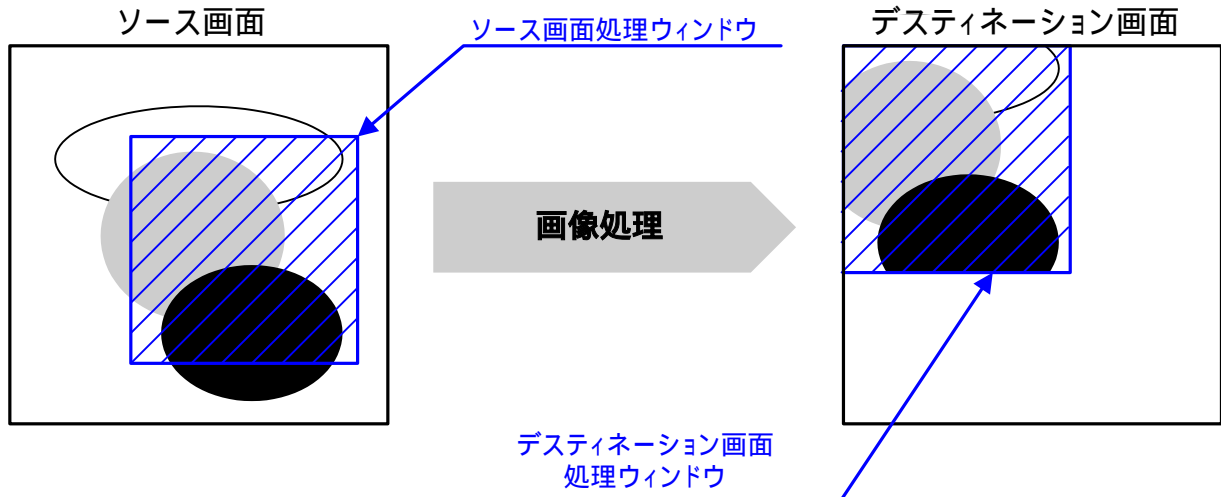 ソース画面
ソース画面処理ウィンドウ
デスティネーション画面
画像処理
デスティネーション画面
処理ウィンドウ